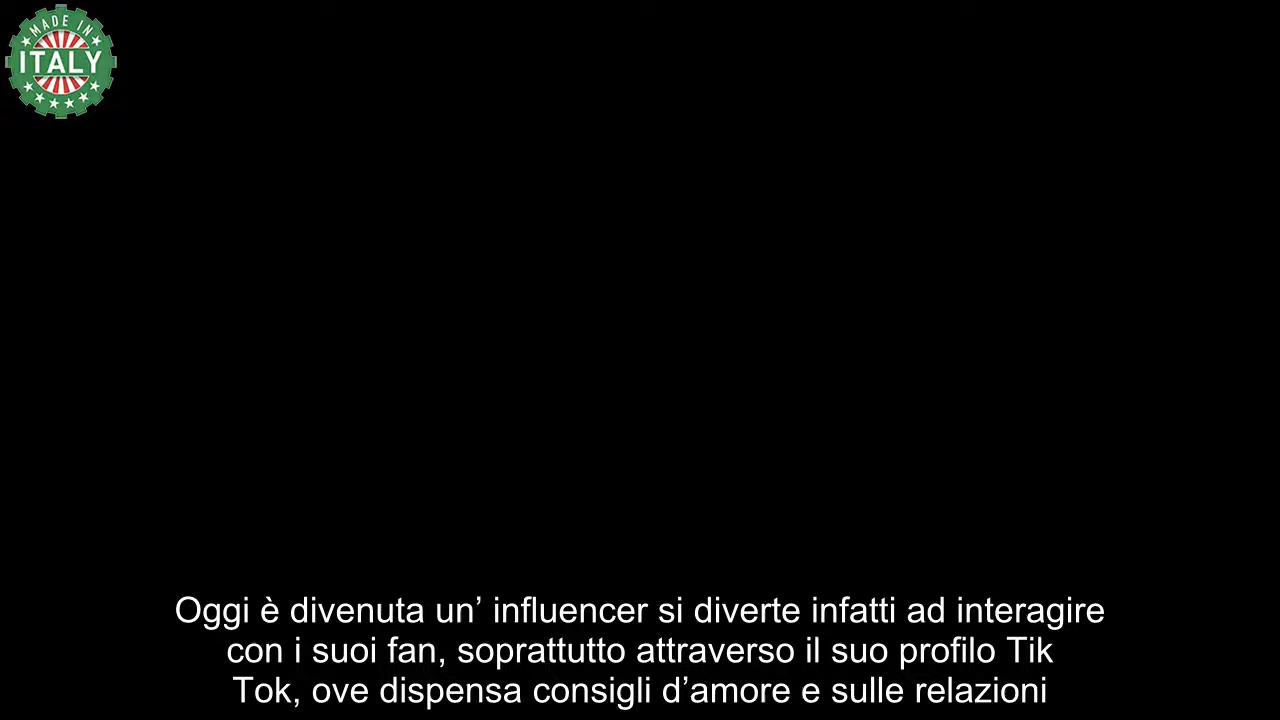 MADE IN
ITALY
Oggi è divenuta un’ influencer si diverte infatti ad interagire
con i suoi fan, soprattutto attraverso il suo profilo Tik
Tok, ove dispensa consigli d’amore e sulle relazioni